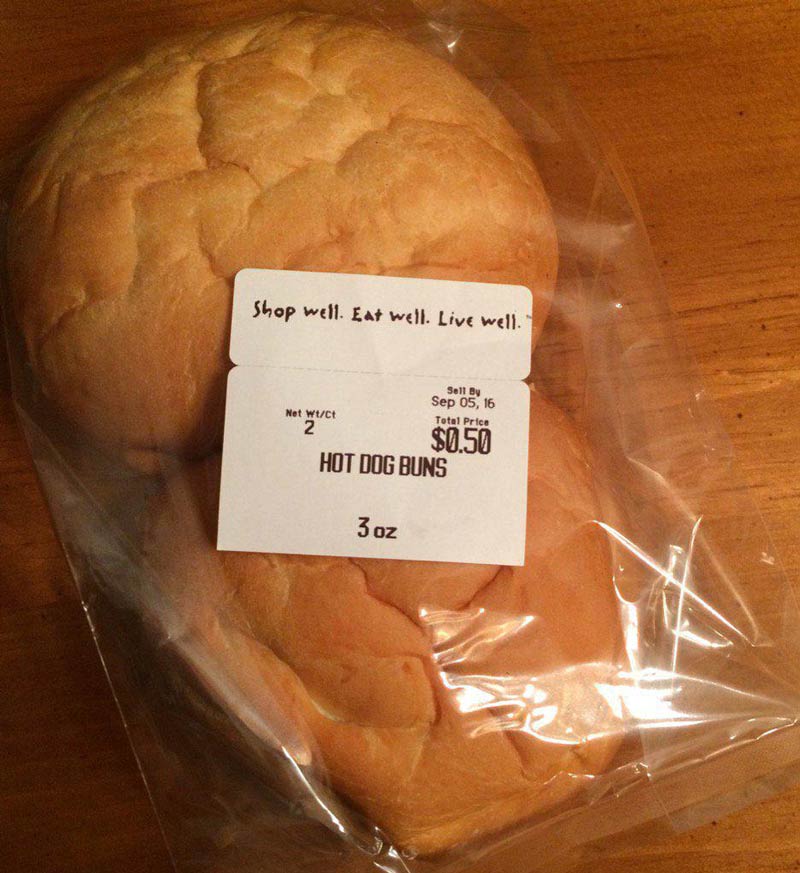 Shop well. Eat well. Live well.™
Sell By
Sep 05, 16
Net Wt/Ct
2
Total Price
$0.50
HOT DOG BUNS
3 oz